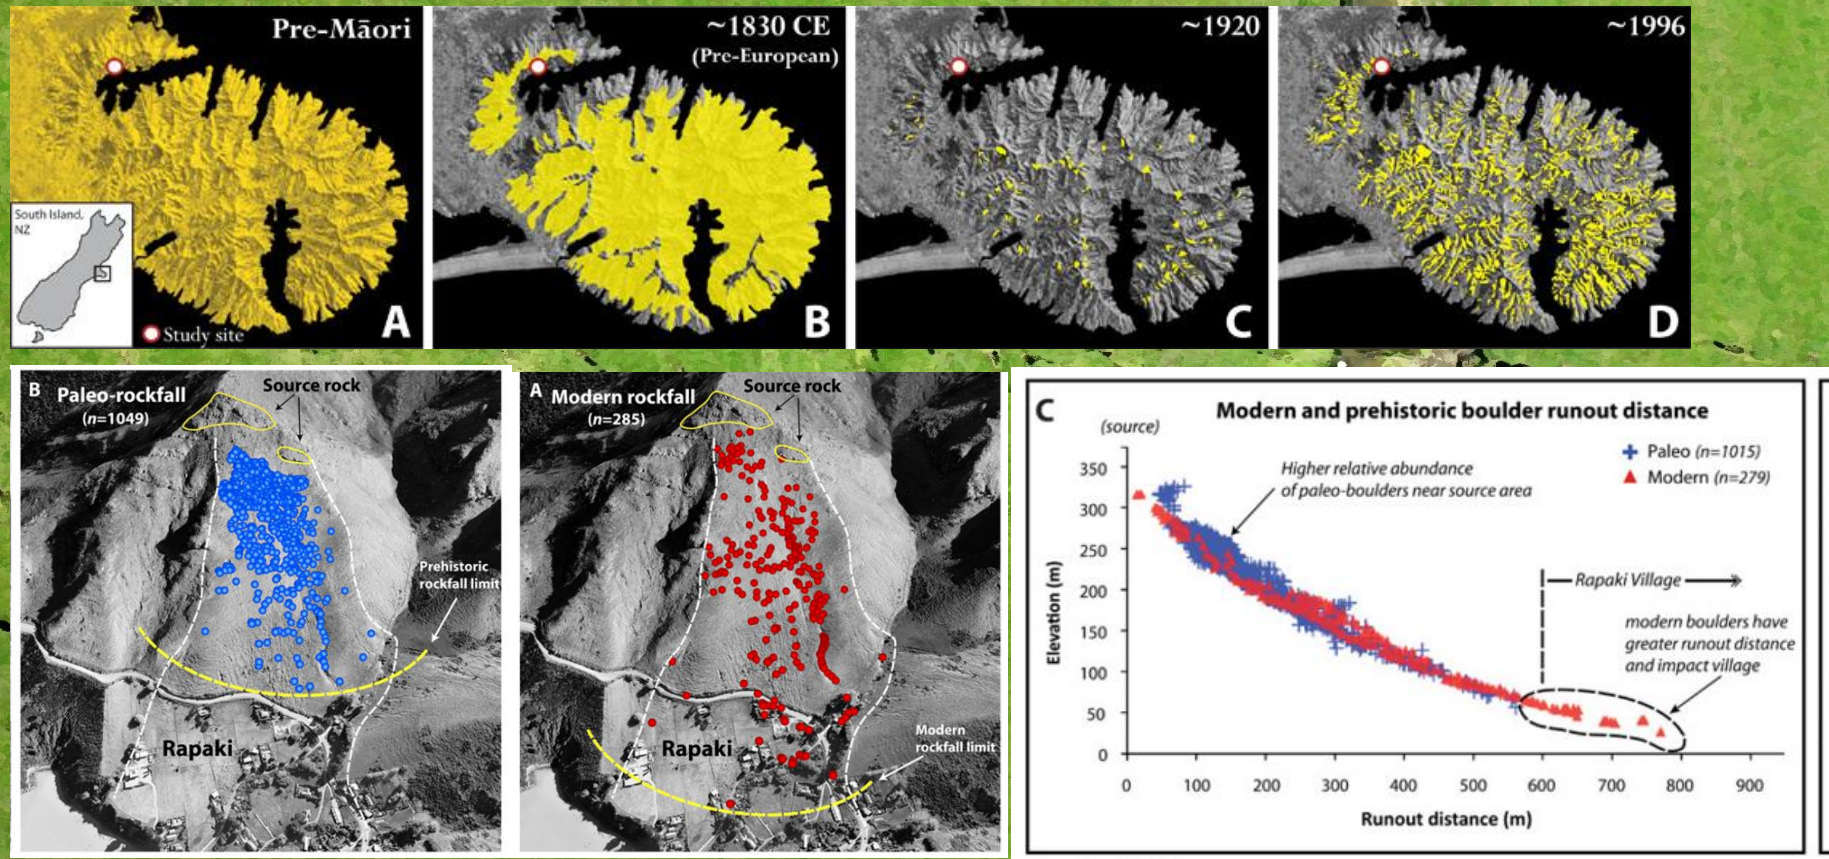 Pre-Māori
South Island,
NZ
Study site
A
~1830 CE
(Pre-European)
B
~1920
C
~1996
D
B
Paleo-rockfall
(n=1049)
Source rock
Prehistoric
rockfall limit
Rapaki
A
Modern rockfall
(n=285)
Source rock
Rapaki
Modern
rockfall limit
C
Modern and prehistoric boulder runout distance
(source)
Paleo (n=1015)
Modern (n=279)
Higher relative abundance
of paleo-boulders near source area
Rapaki Village
modern boulders have
greater runout distance
and impact village
Elevation (m)
350
300
250
200
150
100
50
0
0 100 200 300 400 500 600 700 800 900
Runout distance (m)